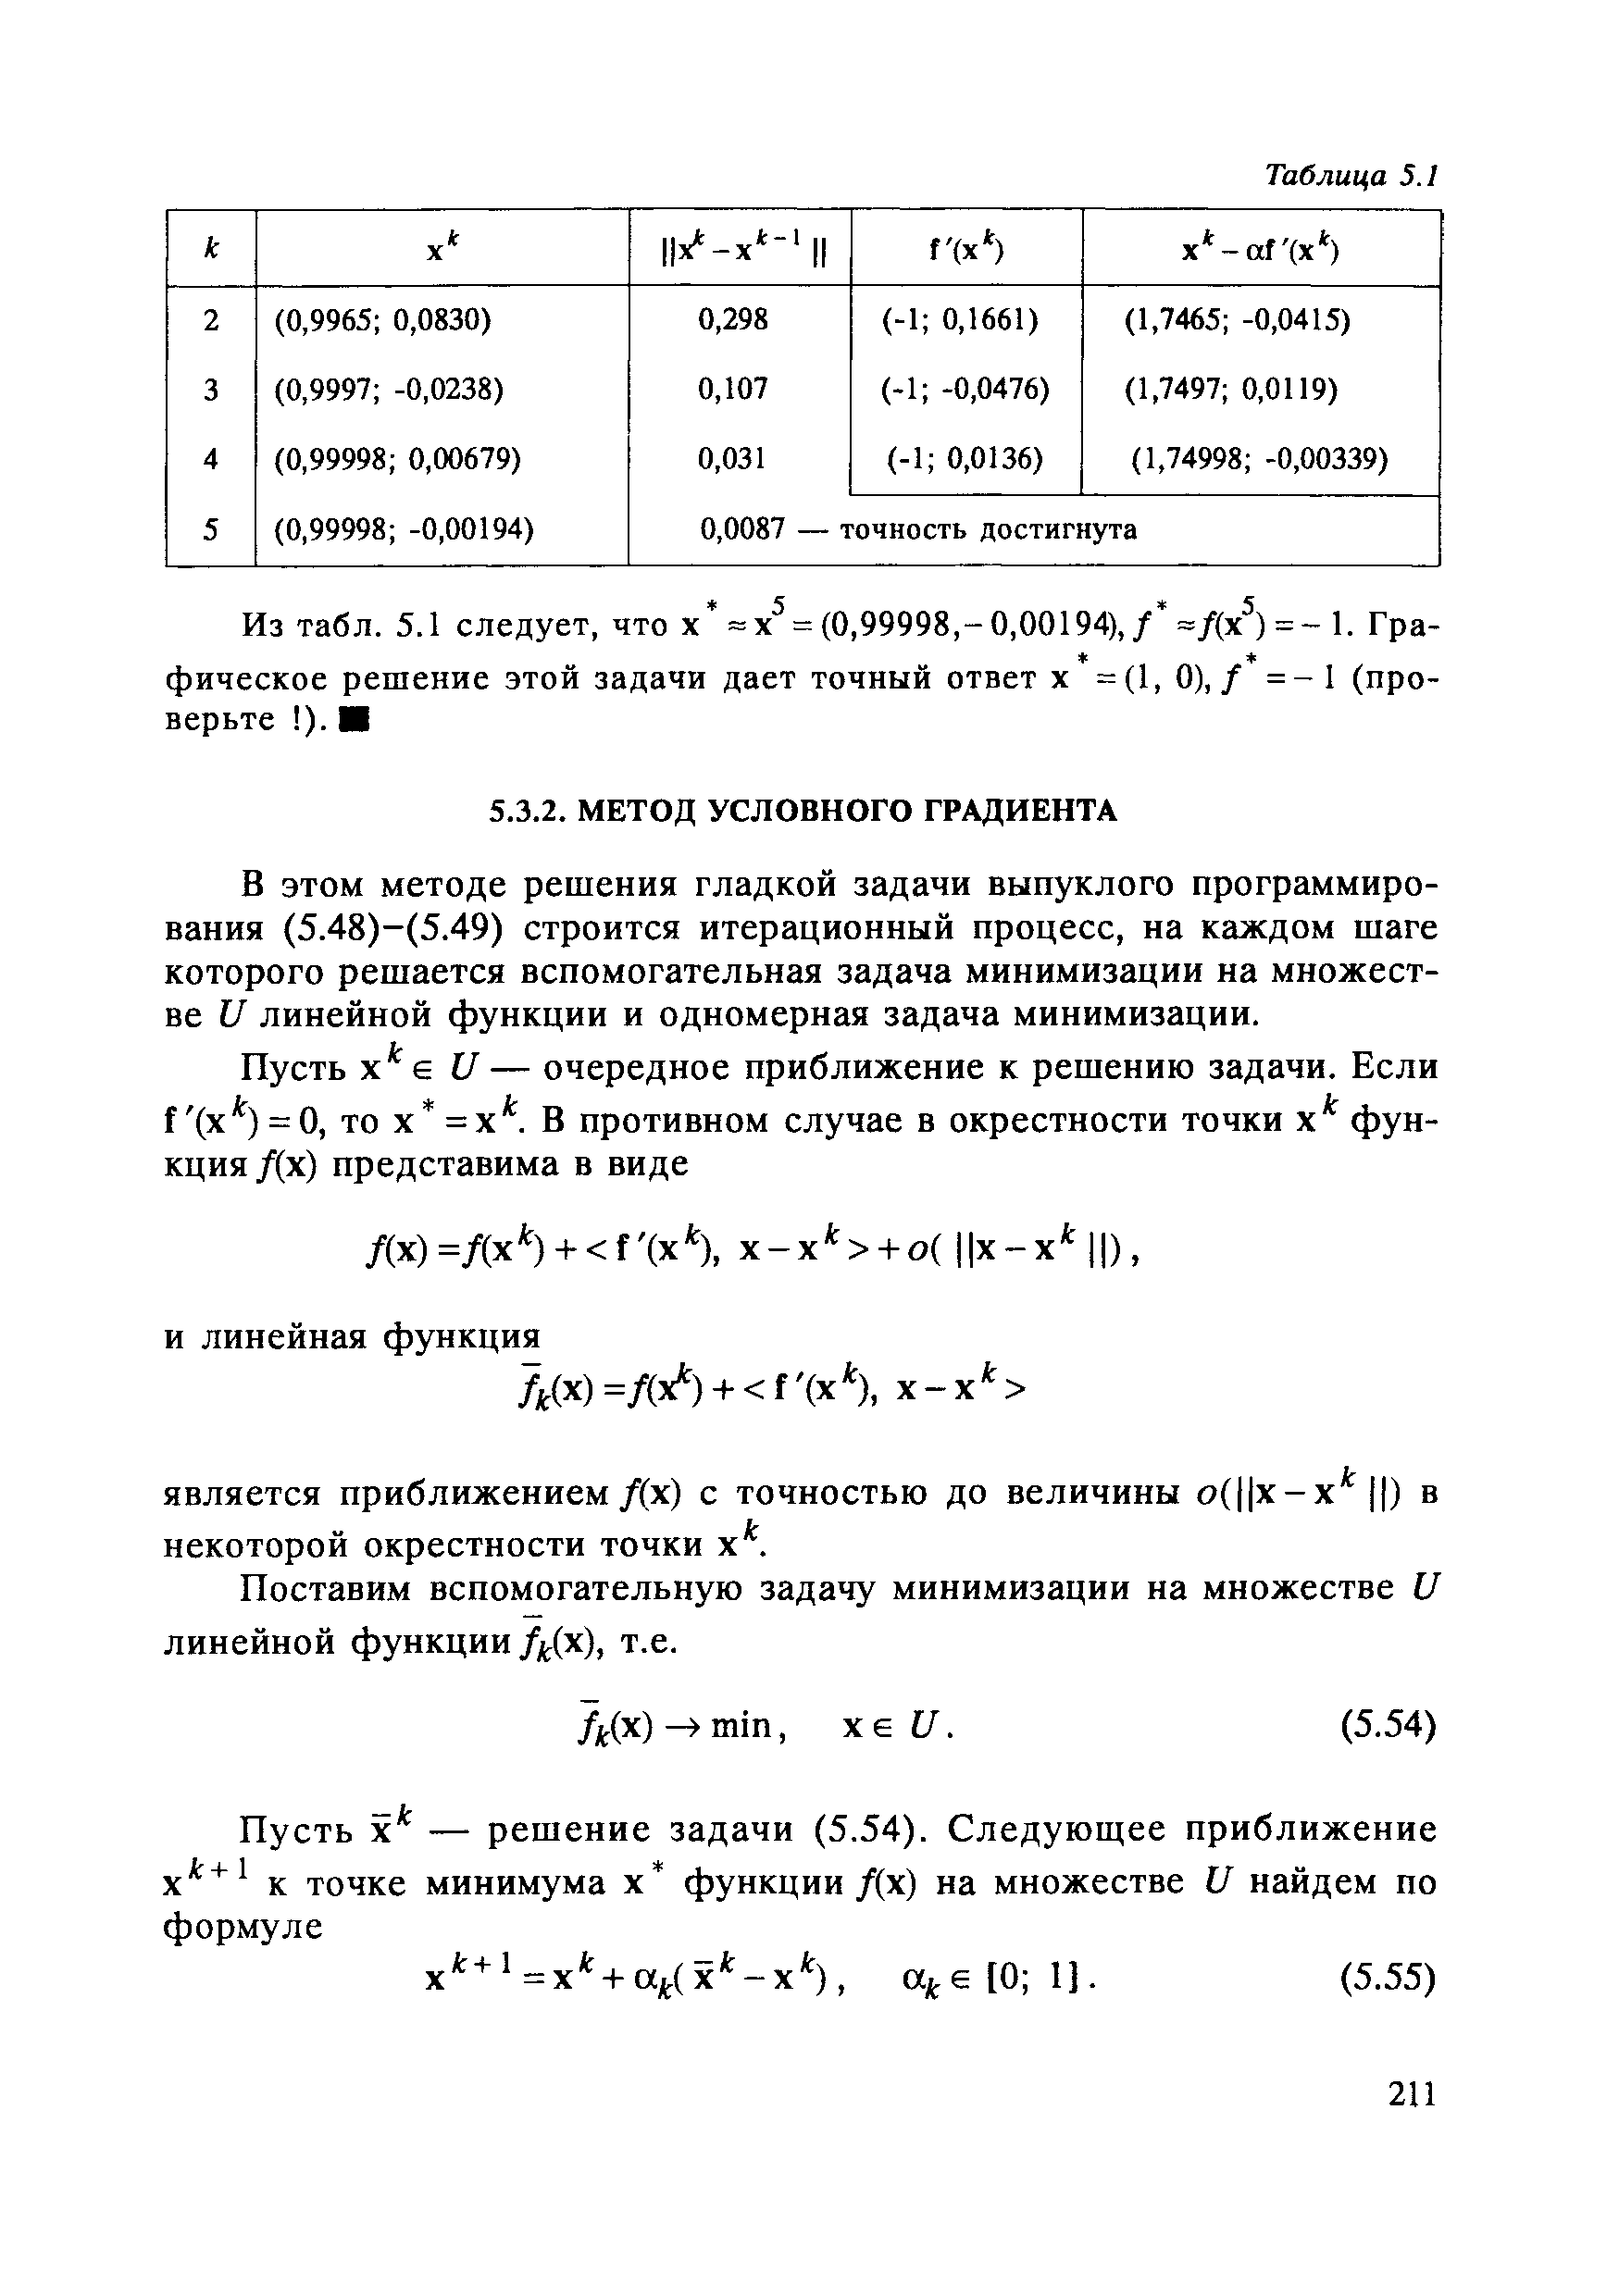 Таблица 5.1
k x^k ||x^k - x^{k-1}|| f'(x^k) x^k - αf'(x^k)
2 (0,9965; 0,0830) 0,298 (-1; 0,1661) (1,7465; -0,0415)
3 (0,9997; -0,0238) 0,107 (-1; -0,0476) (1,7497; 0,0119)
4 (0,99998; 0,00679) 0,031 (-1; 0,0136) (1,74998; -0,00339)
5 (0,99998; -0,00194) 0,0087 — точность достигнута
Из табл. 5.1 следует, что x* ≈ x^5 = (0,99998,- 0,00194), f* ≈ f(x^5) = - 1. Гра-
фическое решение этой задачи дает точный ответ x* = (1, 0), f* = - 1 (про-
верьте !). ■
5.3.2. МЕТОД УСЛОВНОГО ГРАДИЕНТА
В этом методе решения гладкой задачи выпуклого программиро-
вания (5.48)–(5.49) строится итерационный процесс, на каждом шаге
которого решается вспомогательная задача минимизации на множест-
ве U линейной функции и одномерная задача минимизации.
Пусть x^k ∈ U — очередное приближение к решению задачи. Если
f'(x^k) = 0, то x* = x^k. В противном случае в окрестности точки x^k фун-
кция f(x) представима в виде
f(x) = f(x^k) + < f'(x^k), x - x^k > + o( ||x - x^k ||) ,
и линейная функция
f̄_k(x) = f(x^k) + < f'(x^k), x - x^k >
является приближением f(x) с точностью до величины o(||x - x^k ||) в
некоторой окрестности точки x^k.
Поставим вспомогательную задачу минимизации на множестве U
линейной функции f̄_k(x), т.е.
f̄_k(x) → min , x ∈ U . (5.54)
Пусть x̄^k — решение задачи (5.54). Следующее приближение
x^{k+1} к точке минимума x* функции f(x) на множестве U найдем по
формуле
x^{k+1} = x^k + α_k( x̄^k - x^k) , α_k ∈ [0; 1] . (5.55)
211